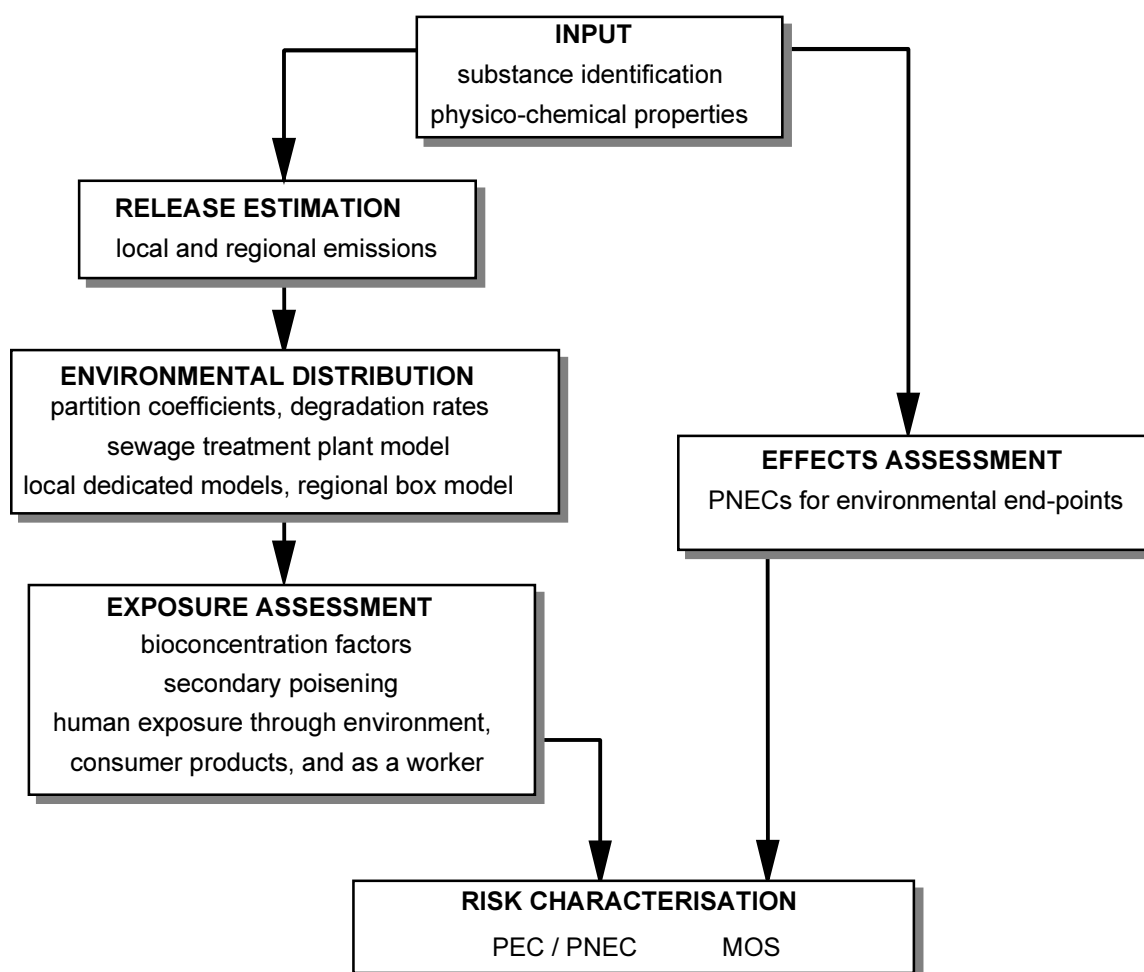 INPUT
substance identification
physico-chemical properties
RELEASE ESTIMATION
local and regional emissions
ENVIRONMENTAL DISTRIBUTION
partition coefficients, degradation rates
sewage treatment plant model
local dedicated models, regional box model
EFFECTS ASSESSMENT
PNECs for environmental end-points
EXPOSURE ASSESSMENT
bioconcentration factors
secondary poisening
human exposure through environment,
consumer products, and as a worker
RISK CHARACTERISATION
PEC / PNEC MOS